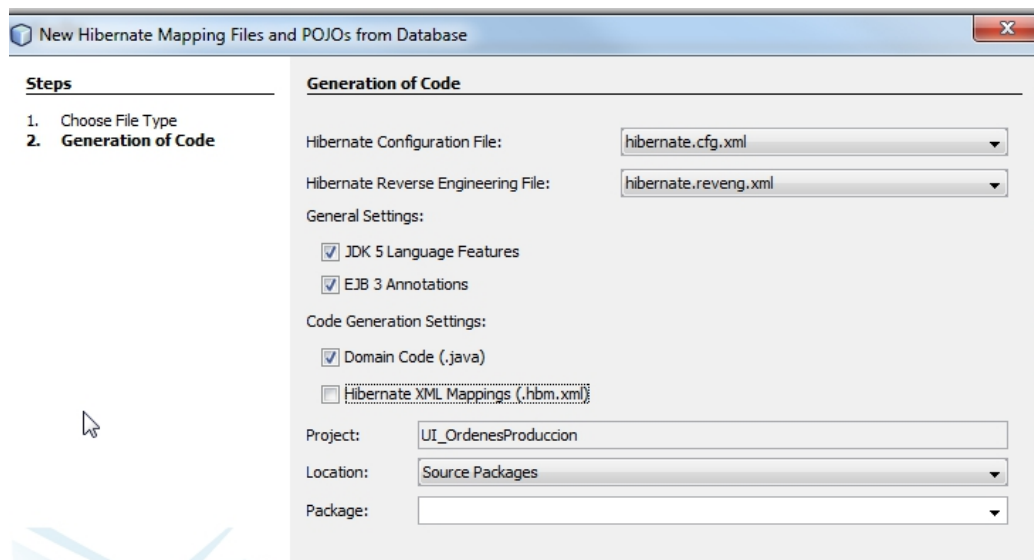 New Hibernate Mapping Files and POJOs from Database
Steps
1. Choose File Type
2. Generation of Code
Generation of Code
Hibernate Configuration File: hibernate.cfg.xml
Hibernate Reverse Engineering File: hibernate.reveng.xml
General Settings:
JDK 5 Language Features
EJB 3 Annotations
Code Generation Settings:
Domain Code (.java)
Hibernate XML Mappings (.hbm.xml)
Project: UI_OrdenesProduccion
Location: Source Packages
Package: